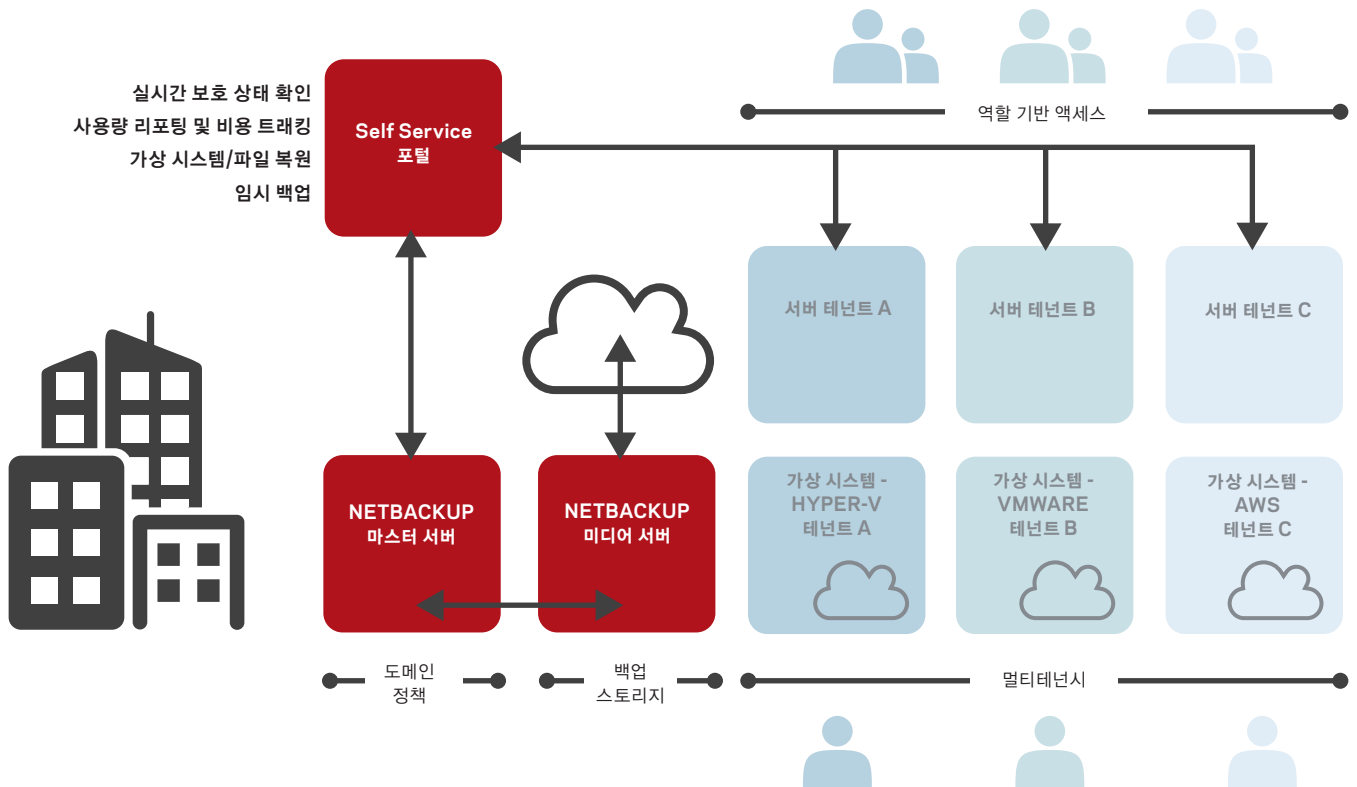 실시간 보호 상태 확인
사용량 리포팅 및 비용 트래킹
가상 시스템/파일 복원
임시 백업
Self Service
포털
역할 기반 액세스
서버 테넌트 A
서버 테넌트 B
서버 테넌트 C
NETBACKUP
마스터 서버
NETBACKUP
미디어 서버
가상 시스템 -
HYPER-V
테넌트 A
가상 시스템 -
VMWARE
테넌트 B
가상 시스템 -
AWS
테넌트 C
도메인
정책
백업
스토리지
멀티테넌시